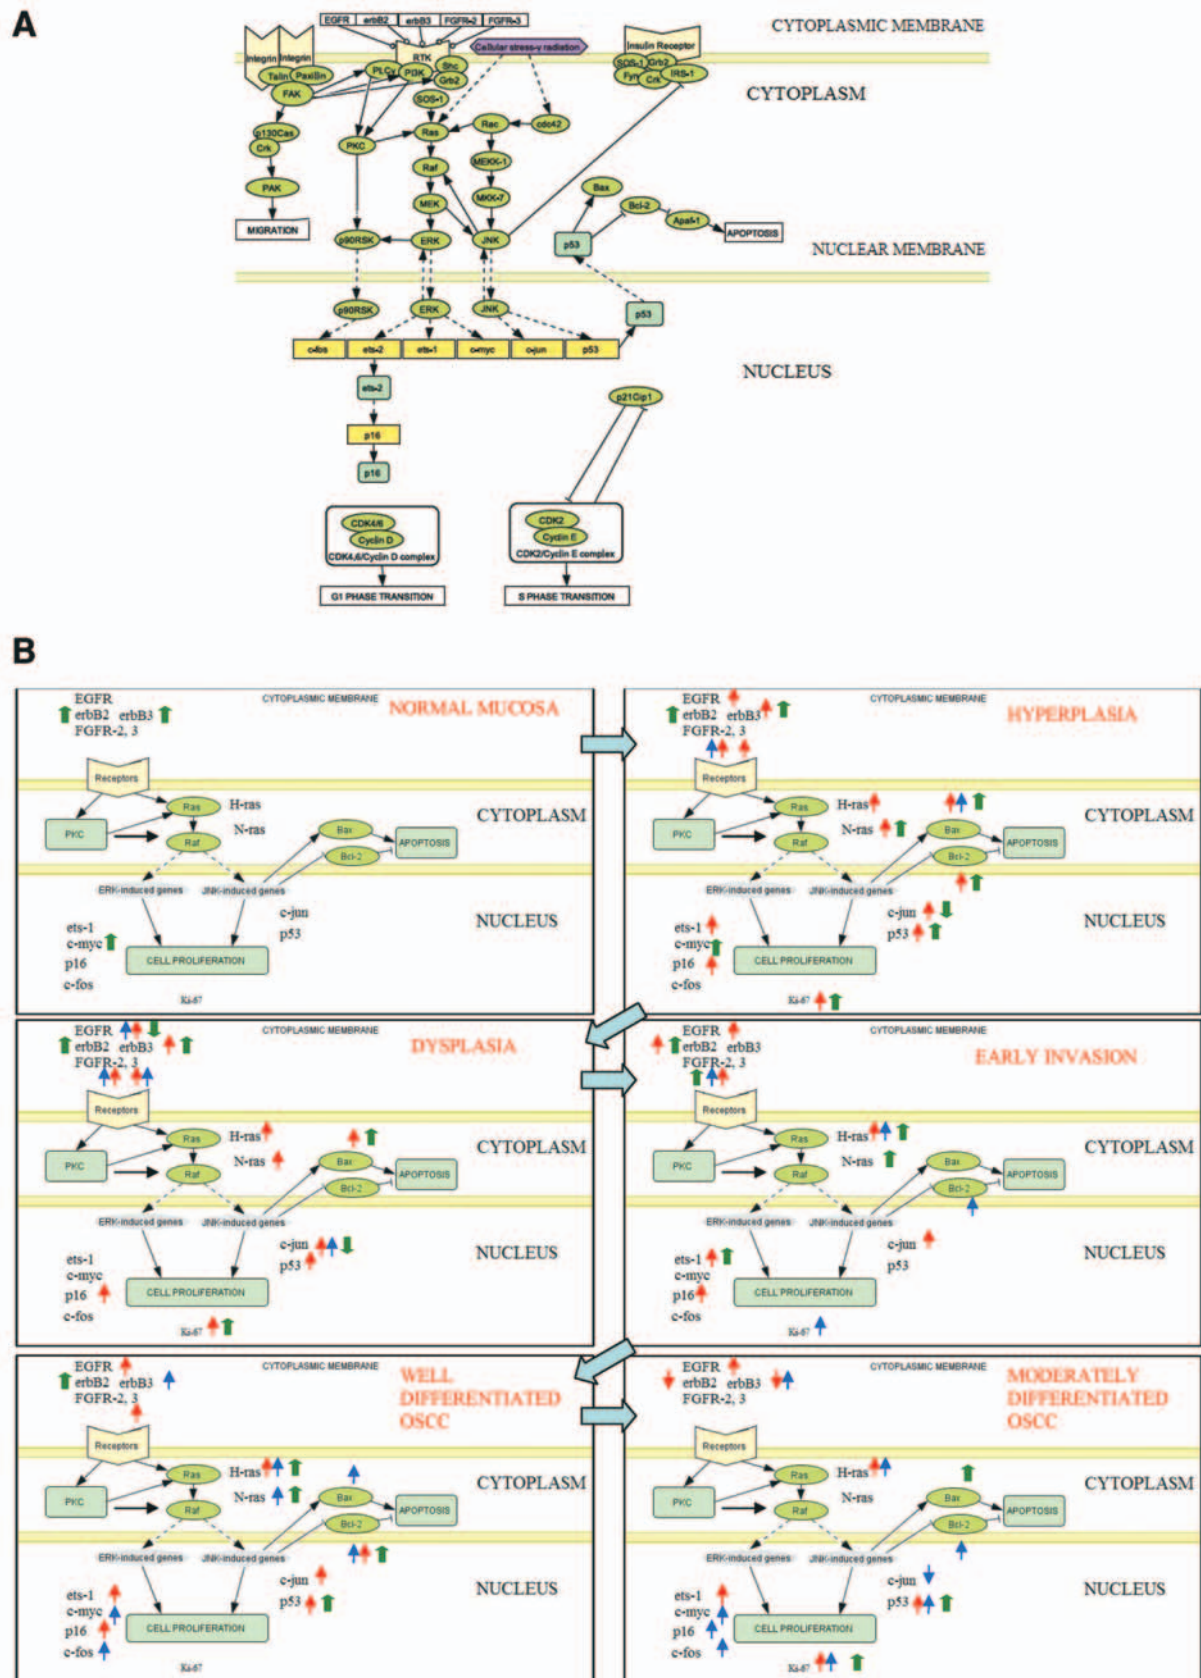 A
EGFR erbB2 erbB3 FGFR-2 FGFR-3
CYTOPLASMIC MEMBRANE
Integrin Integrin
RTK
Cellular stress-γ radiation
Insulin Receptor
Talin Paxilin
PLCγ PI3K Shc
Grb2
SOS-1 Grb2
Fyn Crk IRS-1
FAK
SOS-1
CYTOPLASM
p130Cas
Crk
PKC
Ras
Rac
cdc42
Raf
MEKK-1
PAK
MEK
MKK-7
Bax
Bcl-2
Apaf-1
MIGRATION
p90RSK
ERK
JNK
p53
APOPTOSIS
NUCLEAR MEMBRANE
p90RSK
ERK
JNK
p53
c-fos ets-2 ets-1 c-myc c-jun p53
NUCLEUS
ets-2
p21Cip1
p16
p16
CDK4/6
Cyclin D
CDK4,6/Cyclin D complex
CDK2
Cyclin E
CDK2/Cyclin E complex
G1 PHASE TRANSITION
S PHASE TRANSITION
B
EGFR
erbB2 erbB3
FGFR-2, 3
CYTOPLASMIC MEMBRANE
NORMAL MUCOSA
Receptors
Ras
H-ras
CYTOPLASM
PKC
Raf
N-ras
Bax
Bcl-2
APOPTOSIS
ERK-induced genes
JNK-induced genes
c-jun
p53
NUCLEUS
ets-1
c-myc
p16
c-fos
CELL PROLIFERATION
Ki-67
EGFR
erbB2 erbB3
FGFR-2, 3
CYTOPLASMIC MEMBRANE
HYPERPLASIA
Receptors
Ras
H-ras
CYTOPLASM
PKC
Raf
N-ras
Bax
Bcl-2
APOPTOSIS
ERK-induced genes
JNK-induced genes
c-jun
p53
NUCLEUS
ets-1
c-myc
p16
c-fos
CELL PROLIFERATION
Ki-67
EGFR
erbB2 erbB3
FGFR-2, 3
CYTOPLASMIC MEMBRANE
DYSPLASIA
Receptors
Ras
H-ras
CYTOPLASM
PKC
Raf
N-ras
Bax
Bcl-2
APOPTOSIS
ERK-induced genes
JNK-induced genes
c-jun
p53
NUCLEUS
ets-1
c-myc
p16
c-fos
CELL PROLIFERATION
Ki-67
EGFR
erbB2 erbB3
FGFR-2, 3
CYTOPLASMIC MEMBRANE
EARLY INVASION
Receptors
Ras
H-ras
CYTOPLASM
PKC
Raf
N-ras
Bax
Bcl-2
APOPTOSIS
ERK-induced genes
JNK-induced genes
c-jun
p53
NUCLEUS
ets-1
c-myc
p16
c-fos
CELL PROLIFERATION
Ki-67
EGFR
erbB2 erbB3
FGFR-2, 3
CYTOPLASMIC MEMBRANE
WELL
DIFFERENTIATED
OSCC
Receptors
Ras
H-ras
CYTOPLASM
PKC
Raf
N-ras
Bax
Bcl-2
APOPTOSIS
ERK-induced genes
JNK-induced genes
c-jun
p53
NUCLEUS
ets-1
c-myc
p16
c-fos
CELL PROLIFERATION
Ki-67
EGFR
erbB2 erbB3
FGFR-2, 3
CYTOPLASMIC MEMBRANE
MODERATELY
DIFFERENTIATED
OSCC
Receptors
Ras
H-ras
CYTOPLASM
PKC
Raf
N-ras
Bax
Bcl-2
APOPTOSIS
ERK-induced genes
JNK-induced genes
c-jun
p53
NUCLEUS
ets-1
c-myc
p16
c-fos
CELL PROLIFERATION
Ki-67